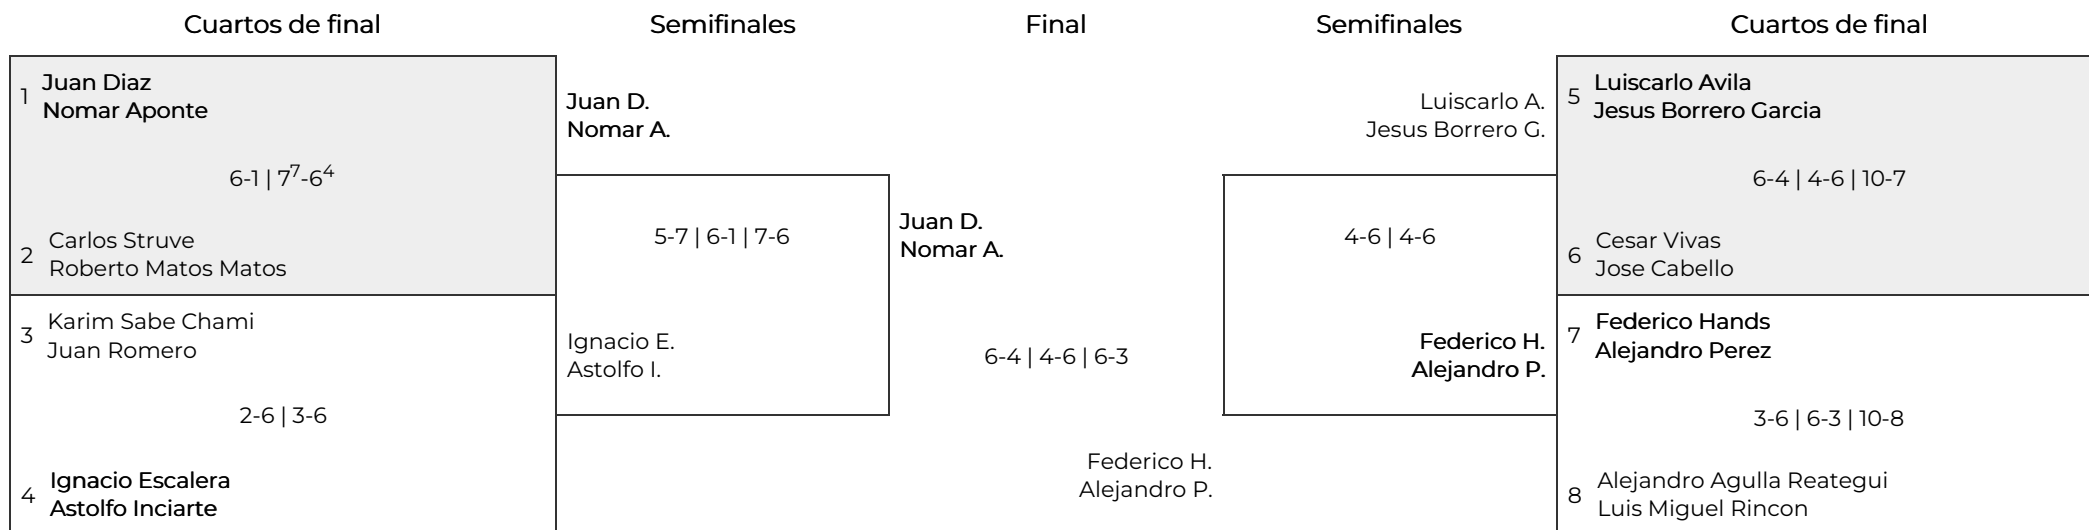 Cuartos de final
Semifinales
Final
Semifinales
Cuartos de final
1
Juan Diaz
Nomar Aponte
6-1 | 7⁷-6⁴
2
Carlos Struve
Roberto Matos Matos
3
Karim Sabe Chami
Juan Romero
2-6 | 3-6
4
Ignacio Escalera
Astolfo Inciarte
Juan D.
Nomar A.
5-7 | 6-1 | 7-6
Ignacio E.
Astolfo I.
Juan D.
Nomar A.
6-4 | 4-6 | 6-3
Federico H.
Alejandro P.
Luiscarlo A.
Jesus Borrero G.
4-6 | 4-6
Federico H.
Alejandro P.
5
Luiscarlo Avila
Jesus Borrero Garcia
6-4 | 4-6 | 10-7
6
Cesar Vivas
Jose Cabello
7
Federico Hands
Alejandro Perez
3-6 | 6-3 | 10-8
8
Alejandro Agulla Reategui
Luis Miguel Rincon